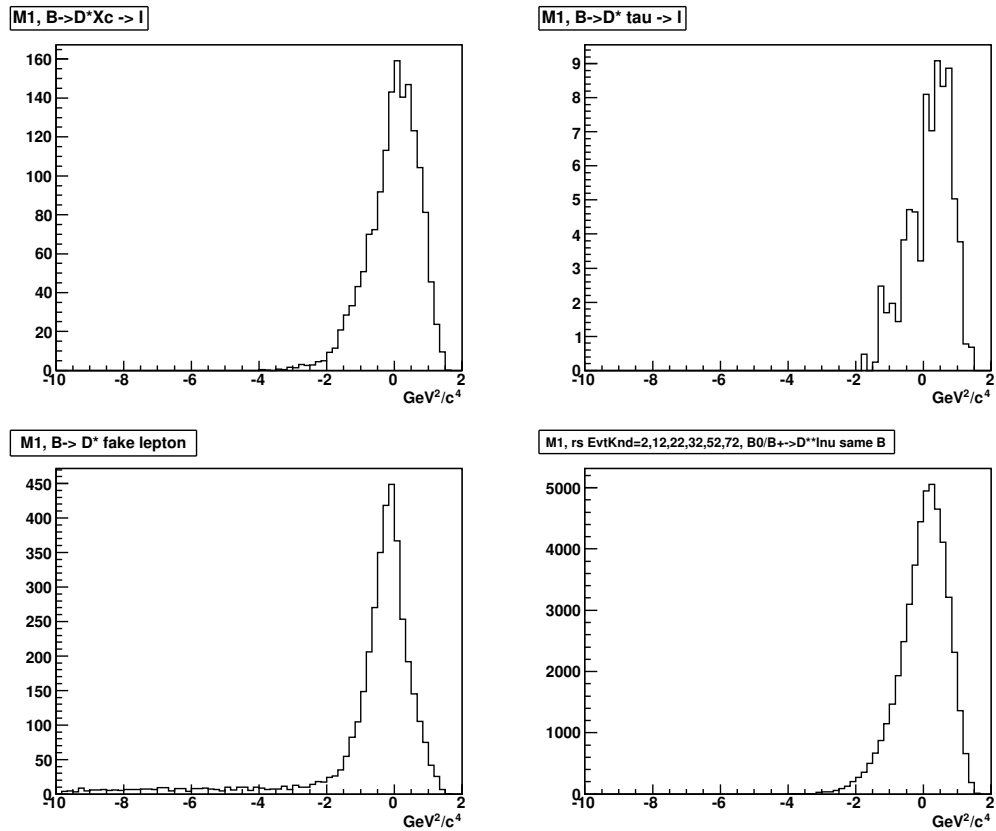 M1, B->D*Xc -> l
160
140
120
100
80
60
40
20
0
-10 -8 -6 -4 -2 0 2
GeV²/c⁴
M1, B->D* tau -> l
9
8
7
6
5
4
3
2
1
0
-10 -8 -6 -4 -2 0 2
GeV²/c⁴
M1, B-> D* fake lepton
450
400
350
300
250
200
150
100
50
0
-10 -8 -6 -4 -2 0 2
GeV²/c⁴
M1, rs EvtKnd=2,12,22,32,52,72, B0/B+->D**lnu same B
5000
4000
3000
2000
1000
0
-10 -8 -6 -4 -2 0 2
GeV²/c⁴